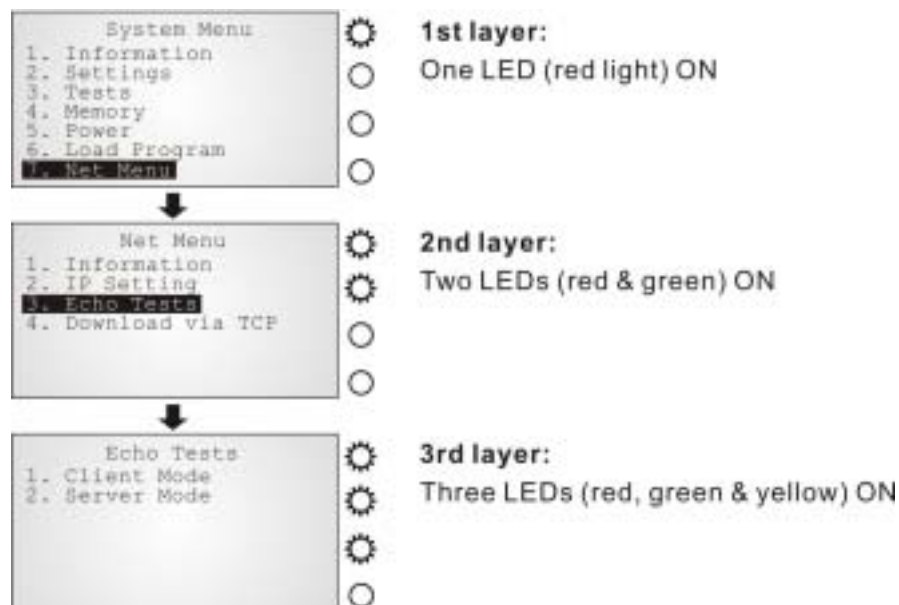 System Menu
1. Information
2. Settings
3. Tests
4. Memory
5. Power
6. Load Program
7. Net Menu
1st layer:
One LED (red light) ON
Net Menu
1. Information
2. IP Setting
3. Echo Tests
4. Download via TCP
2nd layer:
Two LEDs (red & green) ON
Echo Tests
1. Client Mode
2. Server Mode
3rd layer:
Three LEDs (red, green & yellow) ON